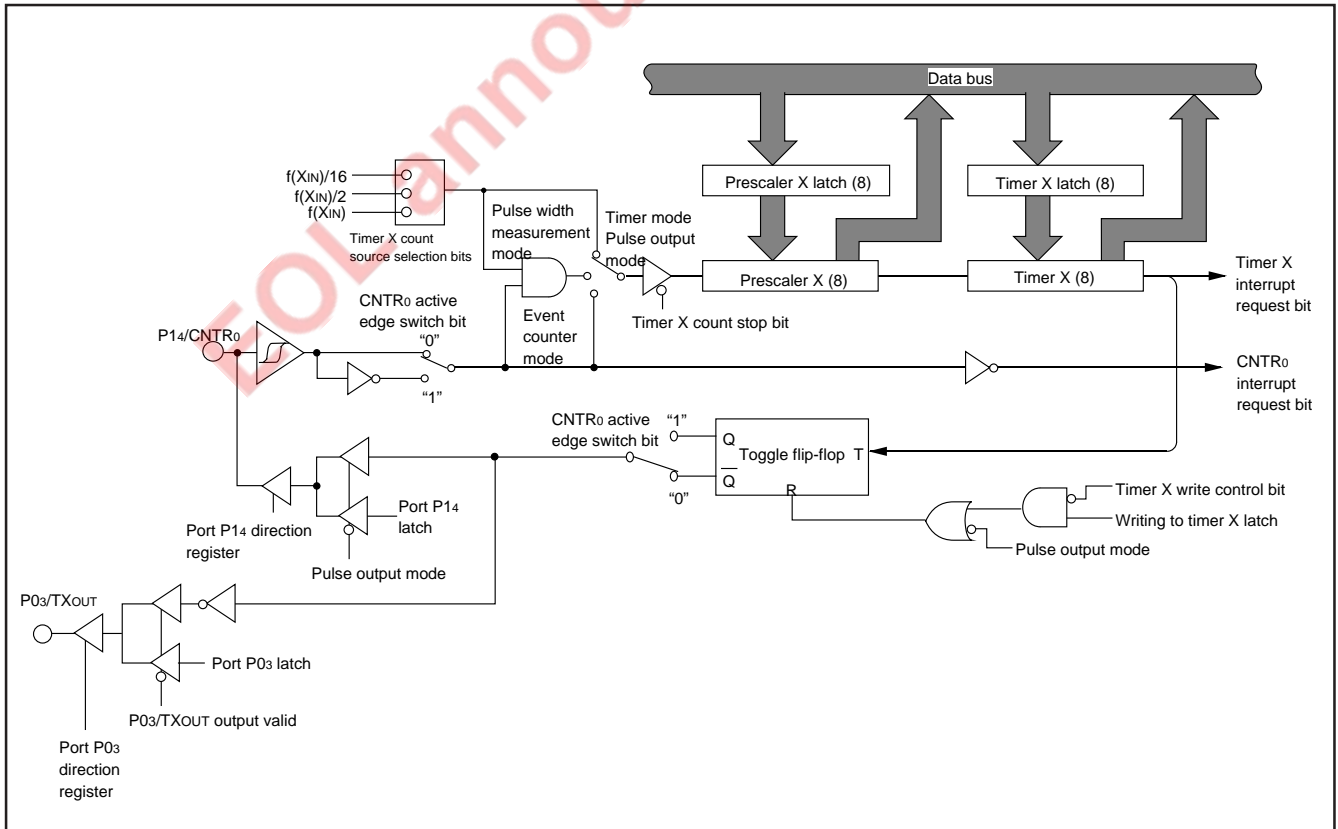 EOL annou
Data bus
f(XIN)/16
f(XIN)/2
f(XIN)
Timer X count
source selection bits
Pulse width
measurement
mode
Timer mode
Pulse output
mode
Prescaler X latch (8)
Timer X latch (8)
Prescaler X (8)
Timer X (8)
Timer X
interrupt
request bit
Timer X count stop bit
CNTR0 active
edge switch bit
"0"
"1"
Event
counter
mode
P14/CNTR0
CNTR0
interrupt
request bit
CNTR0 active
edge switch bit
"1"
"0"
Q
Q
Toggle flip-flop
T
R
Timer X write control bit
Writing to timer X latch
Pulse output mode
Port P14
latch
Port P14 direction
register
Pulse output mode
P03/TXOUT
Port P03 latch
P03/TXOUT output valid
Port P03
direction
register